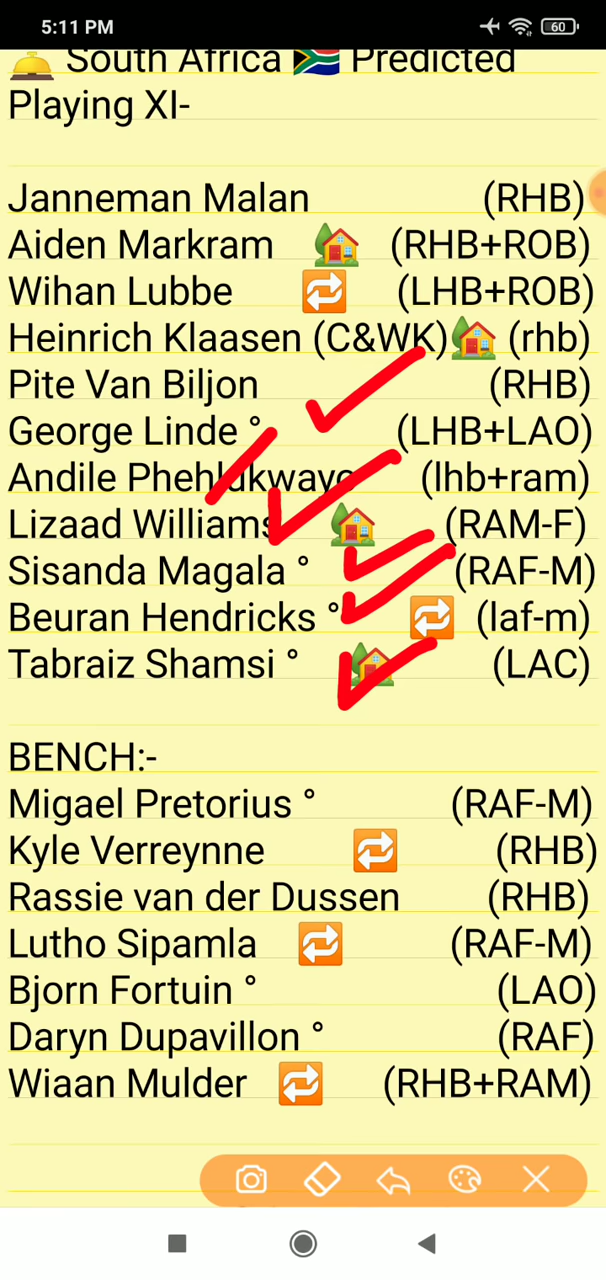 5:11 PM
60
🛎️ South Africa 🇿🇦 Predicted
Playing XI-
Janneman Malan (RHB)
Aiden Markram 🏡 (RHB+ROB)
Wihan Lubbe 🔁 (LHB+ROB)
Heinrich Klaasen (C&WK)🏡 (rhb)
Pite Van Biljon (RHB)
George Linde ° (LHB+LAO)
Andile Phehlukwayo (lhb+ram)
Lizaad Williams 🏡 (RAM-F)
Sisanda Magala ° (RAF-M)
Beuran Hendricks ° 🔁 (laf-m)
Tabraiz Shamsi ° 🏡 (LAC)
BENCH:-
Migael Pretorius ° (RAF-M)
Kyle Verreynne 🔁 (RHB)
Rassie van der Dussen (RHB)
Lutho Sipamla 🔁 (RAF-M)
Bjorn Fortuin ° (LAO)
Daryn Dupavillon ° (RAF)
Wiaan Mulder 🔁 (RHB+RAM)